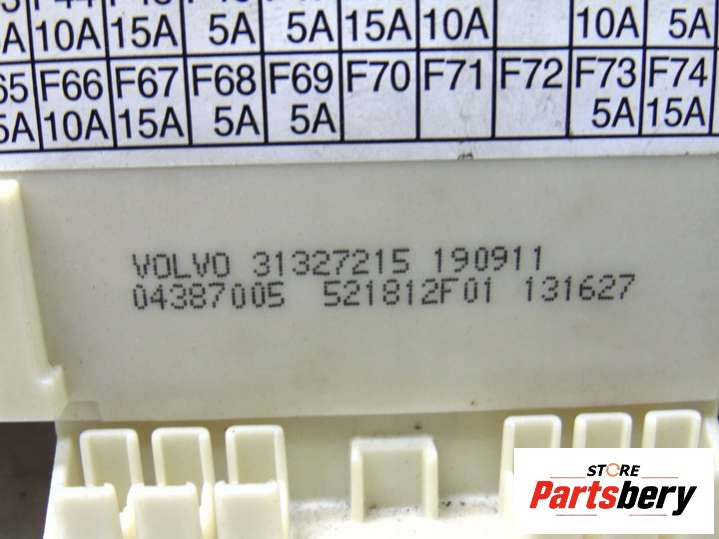 F66 F67 F68 F69 F70 F71 F72 F73 F74
10A 15A 5A 5A 15A 10A 10A 5A
10A 15A 5A 5A 5A 15A
VOLVO 31327215 190911
04387005 521812F01 131627
STORE
Partsbery